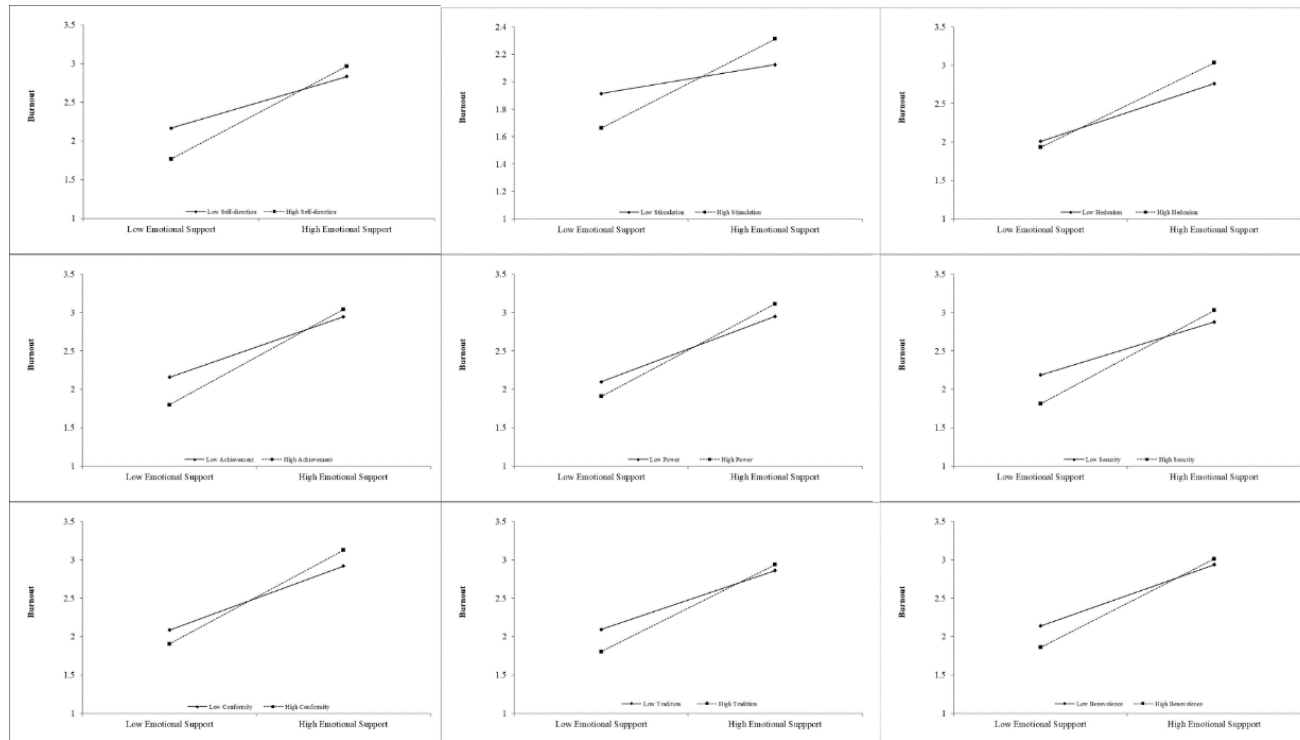 3.5
3
2.5
2
1.5
1
Burnout
Low Self-direction High Self-direction
Low Emotional Support High Emotional Support
2.4
2.2
2
1.8
1.6
1.4
1.2
1
Burnout
Low Stimulation High Stimulation
Low Emotional Support High Emotional Support
3.5
3
2.5
2
1.5
1
Burnout
Low Hedonism High Hedonism
Low Emotional Support High Emotional Support
3.5
3
2.5
2
1.5
1
Burnout
Low Achievement High Achievement
Low Emotional Support High Emotional Support
3.5
3
2.5
2
1.5
1
Burnout
Low Power High Power
Low Emotional Support High Emotional Support
3.5
3
2.5
2
1.5
1
Burnout
Low Security High Security
Low Emotional Support High Emotional Support
3.5
3
2.5
2
1.5
1
Burnout
Low Conformity High Conformity
Low Emotional Support High Emotional Support
3.5
3
2.5
2
1.5
1
Burnout
Low Tradition High Tradition
Low Emotional Support High Emotional Suppport
3.5
3
2.5
2
1.5
1
Burnout
Low Benevolence High Benevolence
Low Emotional Support High Emotional Suppport